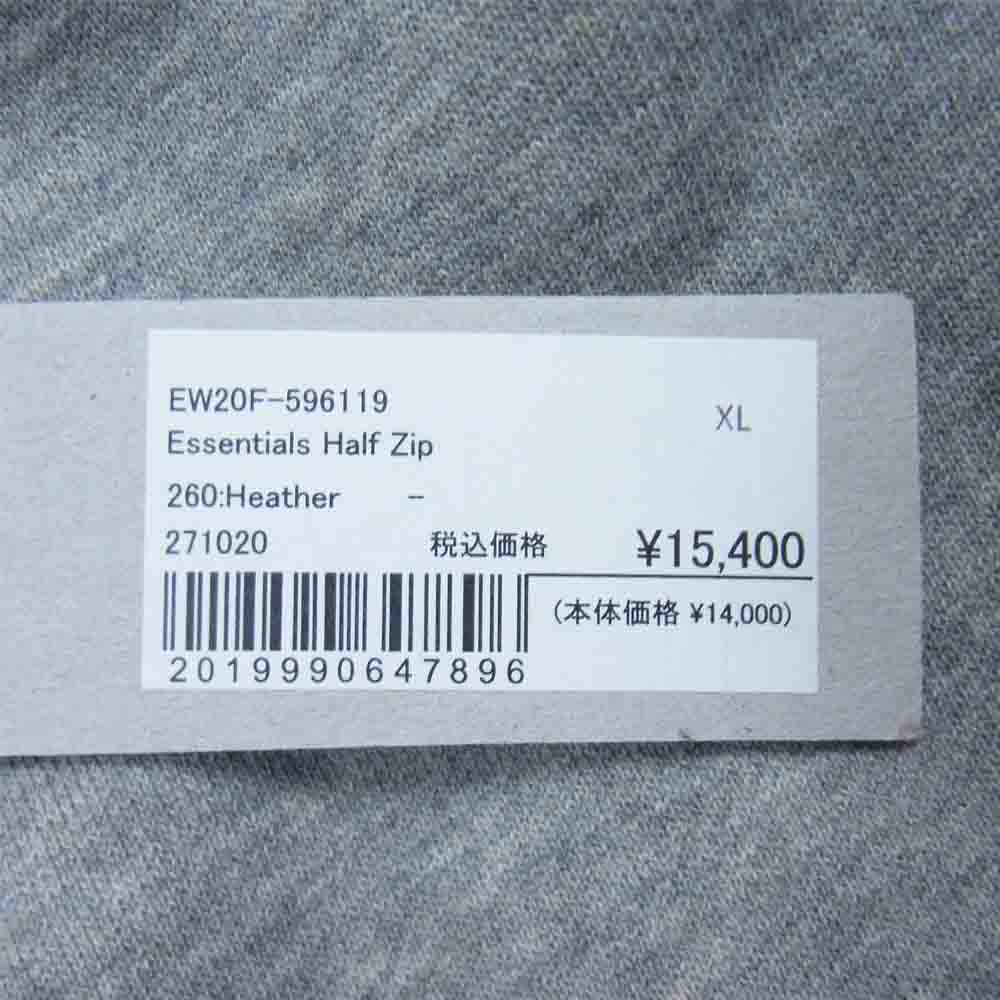 EW20F-596119
XL
Essentials Half Zip
260:Heather -
271020 税込価格 ¥15,400
(本体価格 ¥14,000)
2019990647896